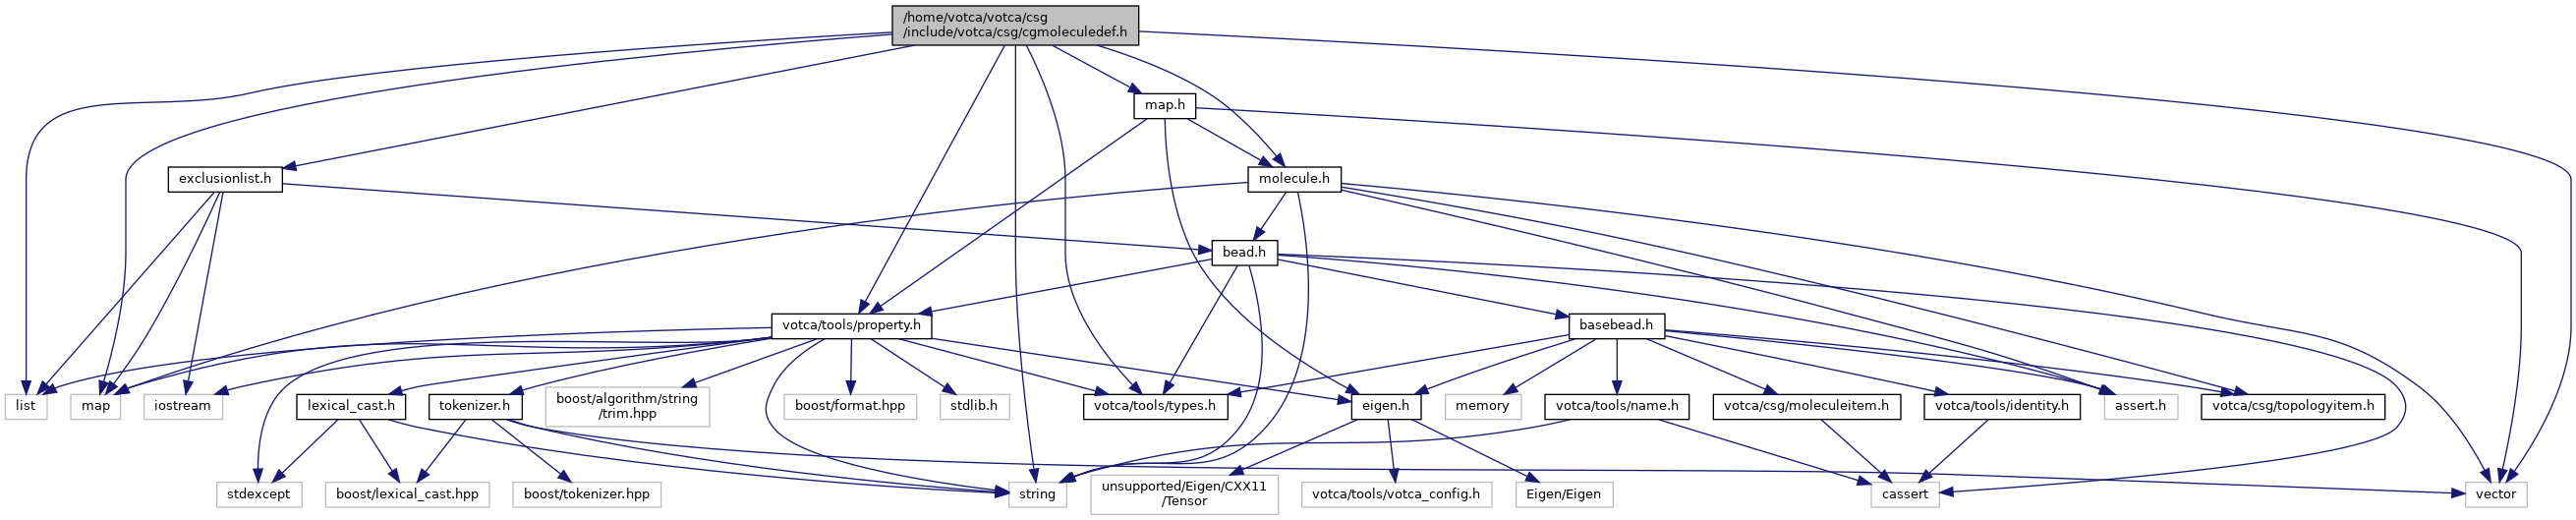 /home/votca/votca/csg
/include/votca/csg/cgmoleculedef.h
map.h
exclusionlist.h
molecule.h
bead.h
votca/tools/property.h
basebead.h
list
map
iostream
lexical_cast.h
tokenizer.h
boost/algorithm/string
/trim.hpp
boost/format.hpp
stdlib.h
votca/tools/types.h
eigen.h
memory
votca/tools/name.h
votca/csg/moleculeitem.h
votca/tools/identity.h
assert.h
votca/csg/topologyitem.h
stdexcept
boost/lexical_cast.hpp
boost/tokenizer.hpp
string
unsupported/Eigen/CXX11
/Tensor
votca/tools/votca_config.h
Eigen/Eigen
cassert
vector